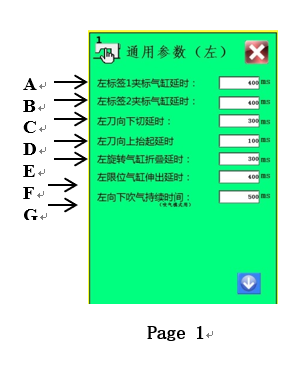 1
通用参数（左）
A 左标签1夹标气缸延时： 400 ms
B 左标签2夹标气缸延时： 400 ms
C 左刀向下切延时： 300 ms
D 左刀向上抬起延时 100 ms
E 左旋转气缸折叠延时： 300 ms
F 左限位气缸伸出延时： 400 ms
G 左向下吹气持续时间： 500 ms
Page 1